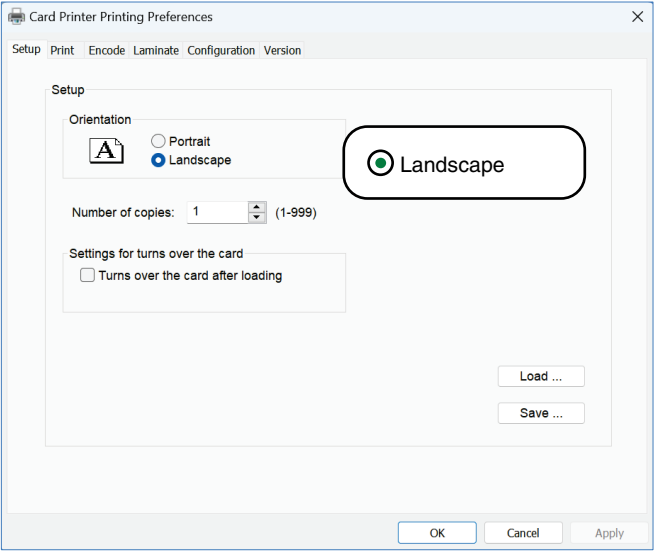 Card Printer Printing Preferences
Setup Print Encode Laminate Configuration Version
Setup
Orientation
A
Portrait
Landscape
Landscape
Number of copies: 1 (1-999)
Settings for turns over the card
Turns over the card after loading
Load ...
Save ...
OK Cancel Apply